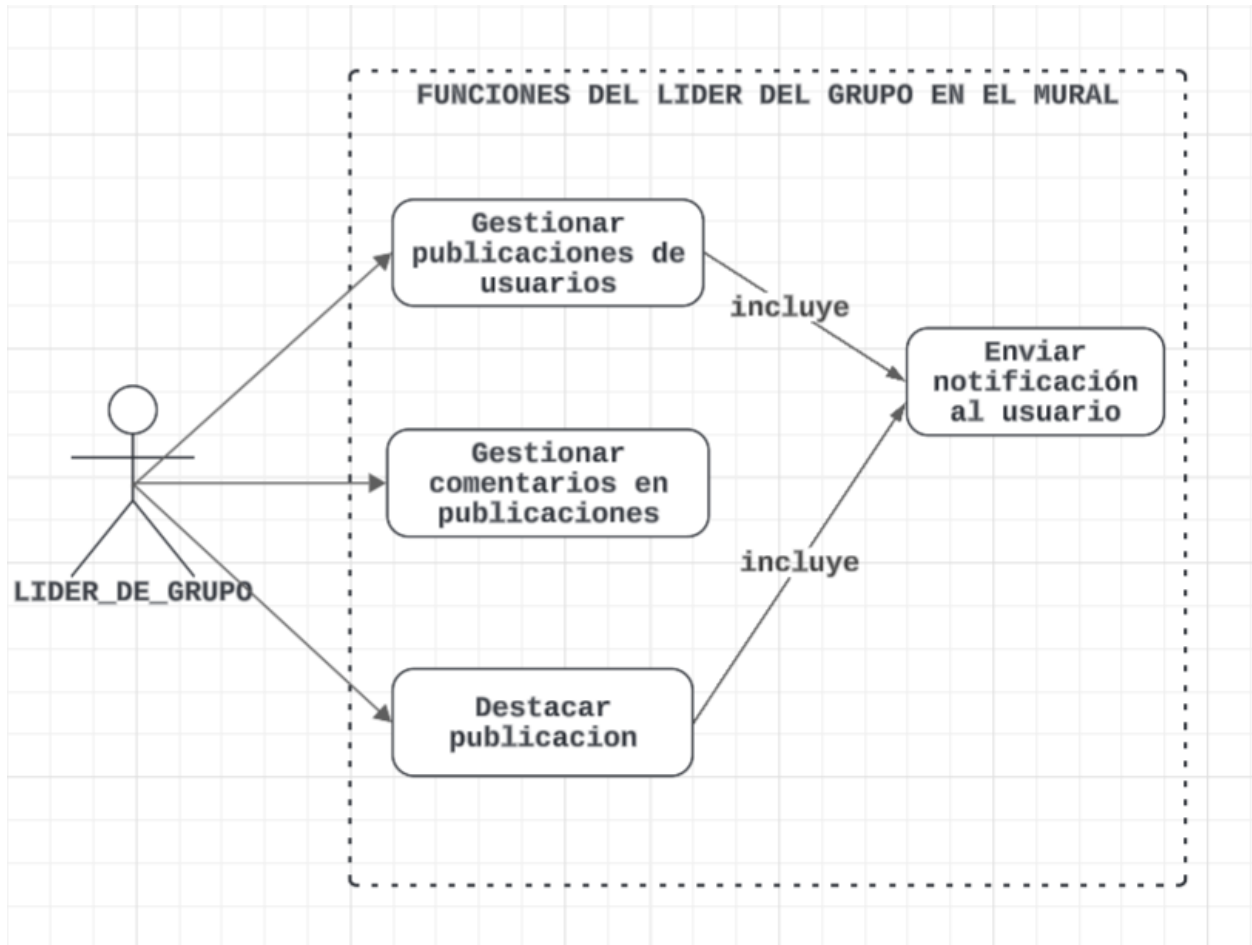 FUNCIONES DEL LIDER DEL GRUPO EN EL MURAL
Gestionar
publicaciones de
usuarios
incluye
Enviar
notificación
al usuario
Gestionar
comentarios en
publicaciones
incluye
LIDER_DE_GRUPO
Destacar
publicacion